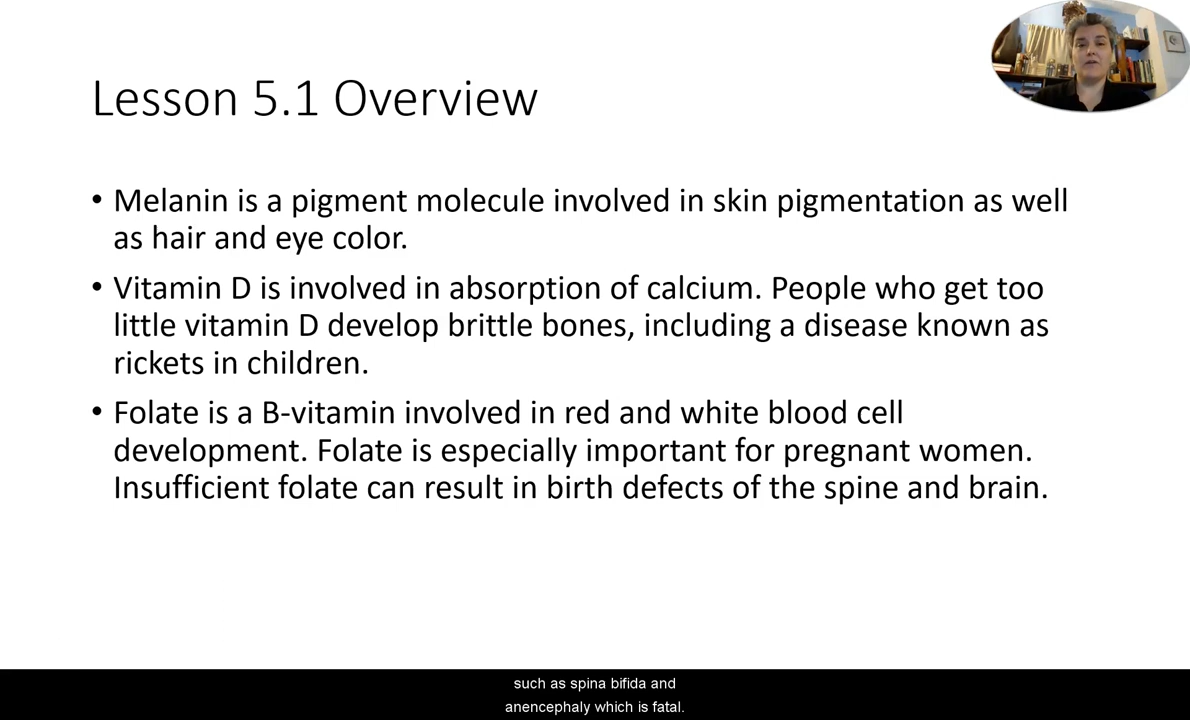 Lesson 5.1 Overview
• Melanin is a pigment molecule involved in skin pigmentation as well
as hair and eye color.
• Vitamin D is involved in absorption of calcium. People who get too
little vitamin D develop brittle bones, including a disease known as
rickets in children.
• Folate is a B-vitamin involved in red and white blood cell
development. Folate is especially important for pregnant women.
Insufficient folate can result in birth defects of the spine and brain.
such as spina bifida and
anencephaly which is fatal.